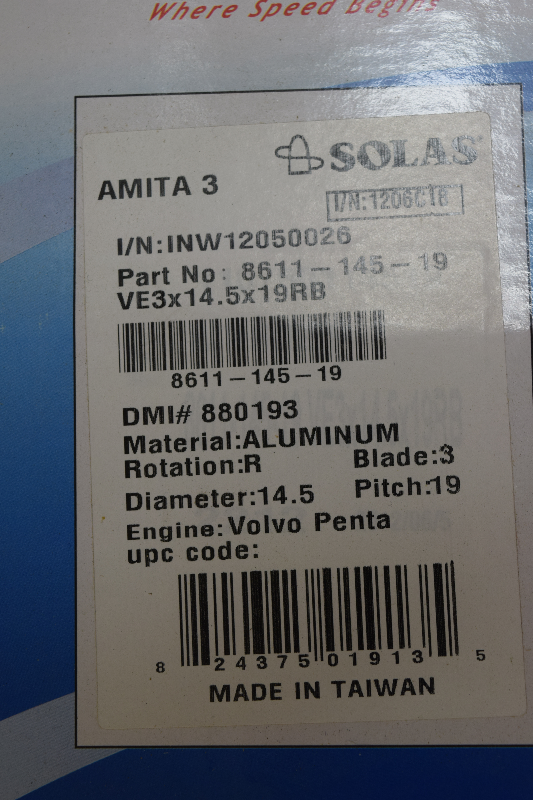 Where Speed Begins
SOLAS
AMITA 3
I/N:1206C18
I/N:INW12050026
Part No: 8611-145-19
VE3x14.5x19RB
8611-145-19
DMI# 880193
Material:ALUMINUM
Rotation:R Blade:3
Diameter:14.5 Pitch:19
Engine:Volvo Penta
upc code:
8 24375 01913 5
MADE IN TAIWAN